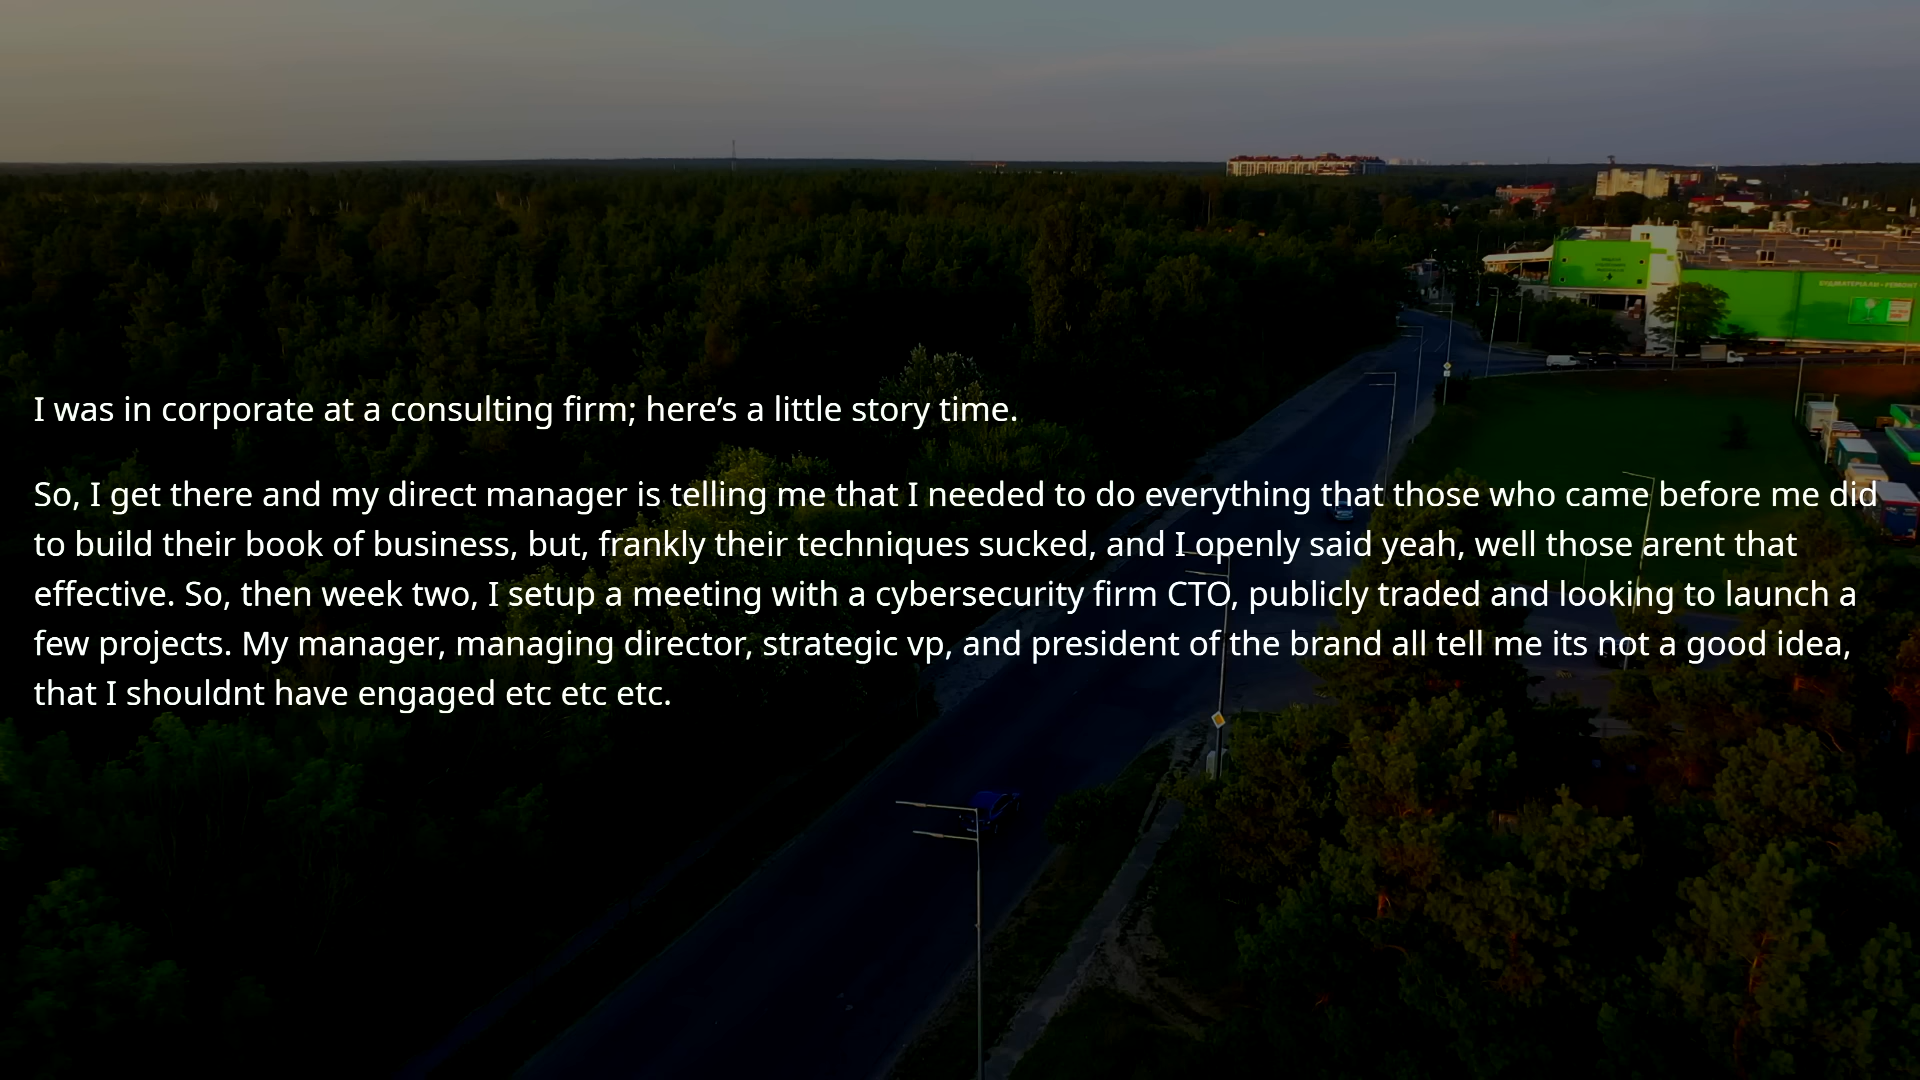 БУДМАТЕРІАЛИ • РЕМОНТ
I was in corporate at a consulting firm; here’s a little story time.
So, I get there and my direct manager is telling me that I needed to do everything that those who came before me did
to build their book of business, but, frankly their techniques sucked, and I openly said yeah, well those arent that
effective. So, then week two, I setup a meeting with a cybersecurity firm CTO, publicly traded and looking to launch a
few projects. My manager, managing director, strategic vp, and president of the brand all tell me its not a good idea,
that I shouldnt have engaged etc etc etc.